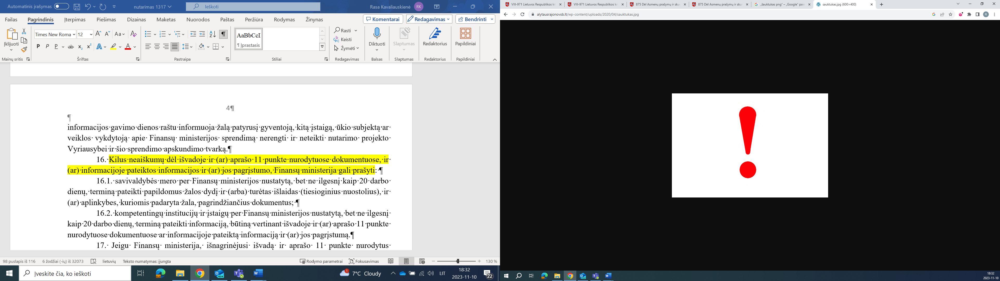 Automatinis įrašymas
nutarimas 1317
Ieškoti
Rasa Kavaliauskienė
RK
Failas Pagrindinis Įterpimas Piešimas Dizainas Maketas Nuorodos Paštas Peržiūra Rodymas Žinynas
Komentarai Redagavimas Bendrinti
Įklijuoti
Times New Roma 12
AaBbCcI
¶ Įprastasis
Rasti
Keisti
Žymėti
Diktuoti
Slaptumas
Redaktorius
Papildiniai
Mainų sritis Šriftas Pastraipa Stiliai Redagavimas Balsas Slaptumas Redaktorius Papildiniai
4¶
¶
informacijos·gavimo·dienos·raštu·informuoja·žalą·patyrusį·gyventoją,·kitą·įstaigą,·ūkio·subjektą·ar·
veiklos· vykdytoją· apie· Finansų· ministerijos· sprendimą· nerengti· ir· neteikti· nutarimo· projekto·
Vyriausybei·ir·šio·sprendimo·apskundimo·tvarką.¶
16.·Kilus·neaiškumų·dėl·išvadoje·ir·(ar)·aprašo·11·punkte·nurodytuose·dokumentuose,·ir·
(ar)·informacijoje·pateiktos·informacijos·ir·(ar)·jos·pagrįstumo,·Finansų·ministerija·gali·prašyti:·¶
16.1.·savivaldybės·mero·per·Finansų·ministerijos·nustatytą,·bet·ne·ilgesnį·kaip·20·darbo·
dienų,·terminą·pateikti·papildomus·žalos·dydį·ir·(arba)·turėtas·išlaidas·(tiesioginius·nuostolius),·ir·
(ar)·aplinkybes,·kuriomis·padaryta·žala,·pagrindžiančius·dokumentus;·¶
16.2.·kompetentingų·institucijų·ir·įstaigų·per·Finansų·ministerijos·nustatytą,·bet·ne·ilgesnį·
kaip·20·darbo·dienų,·terminą·pateikti·informaciją,·būtiną·vertinant·išvadoje·ir·(ar)·aprašo·11·punkte·
nurodytuose·dokumentuose·ar·informacijoje·pateiktą·informaciją·ir·(ar)·jos·pagrįstumą.¶
17.· Jeigu· Finansų· ministerija,· išnagrinėjusi· išvadą· ir· aprašo· 11· punkte· nurodytus·
98 puslapis iš 116 6 žodžiai (-ių) iš 32073 lietuvių Teksto numatymas: įjungta
Rodymo parametrai Fokusavimas 130 %
Įveskite čia, ko ieškoti
1
7°C Cloudy
LIT
18:32
2023-11-10
22
VIII-971 Lietuvos Respublikos kr
VIII-971 Lietuvos Respublikos kr
875 Dėl Asmenų prašymų ir sku
875 Dėl Asmenų prašymų ir sku
„šauktukas png“ – „Google“ paie
sauktukas.jpg (600×400)
alytausrajonovsb.lt/wp-content/uploads/2020/04/sauktukas.jpg
R
!
18:32
2023-11-10